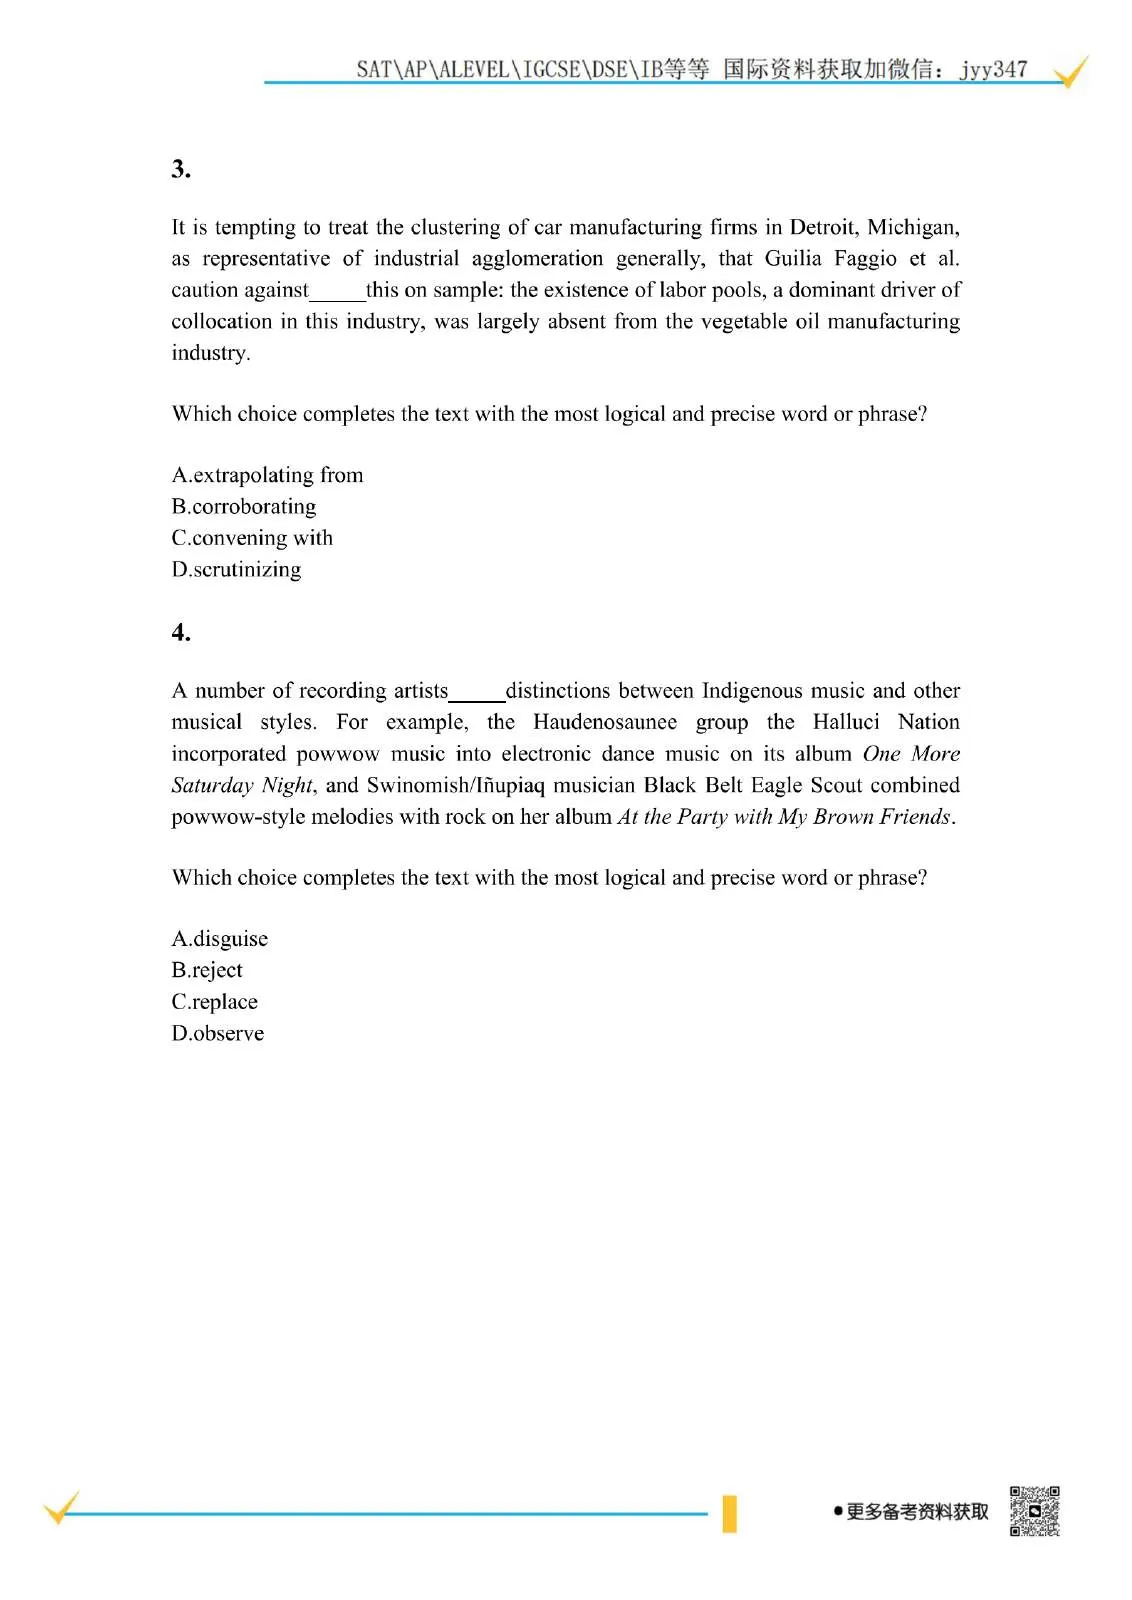 SAT\AP\ALEVEL\IGCSE\DSE\IB等等 国际资料获取加微信：jyy347
3.
It is tempting to treat the clustering of car manufacturing firms in Detroit, Michigan,
as representative of industrial agglomeration generally, that Guilia Faggio et al.
caution against_____this on sample: the existence of labor pools, a dominant driver of
collocation in this industry, was largely absent from the vegetable oil manufacturing
industry.
Which choice completes the text with the most logical and precise word or phrase?
A.extrapolating from
B.corroborating
C.convening with
D.scrutinizing
4.
A number of recording artists_____distinctions between Indigenous music and other
musical styles. For example, the Haudenosaunee group the Halluci Nation
incorporated powwow music into electronic dance music on its album One More
Saturday Night, and Swinomish/Iñupiaq musician Black Belt Eagle Scout combined
powwow-style melodies with rock on her album At the Party with My Brown Friends.
Which choice completes the text with the most logical and precise word or phrase?
A.disguise
B.reject
C.replace
D.observe
•更多备考资料获取